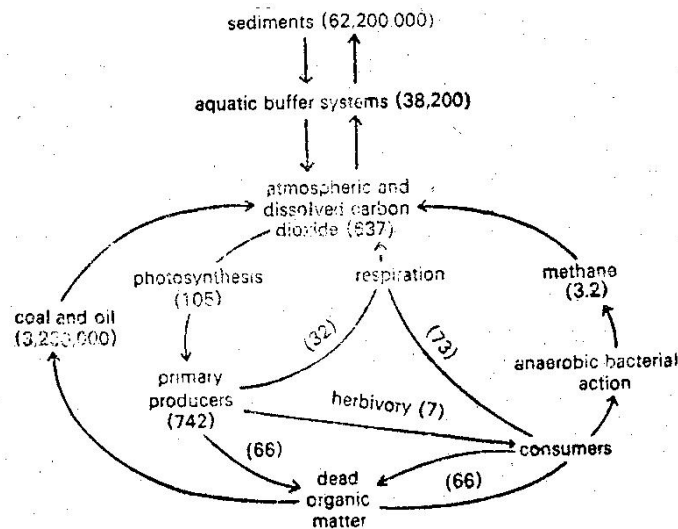 sediments (62,200,000)
aquatic buffer systems (38,200)
atmospheric and
dissolved carbon
dioxide (637)
photosynthesis
(105)
respiration
methane
(3.2)
coal and oil
(32)
(73)
anaerobic bacterial
action
primary
producers
(742)
herbivory (7)
consumers
(66)
(66)
dead
organic
matter